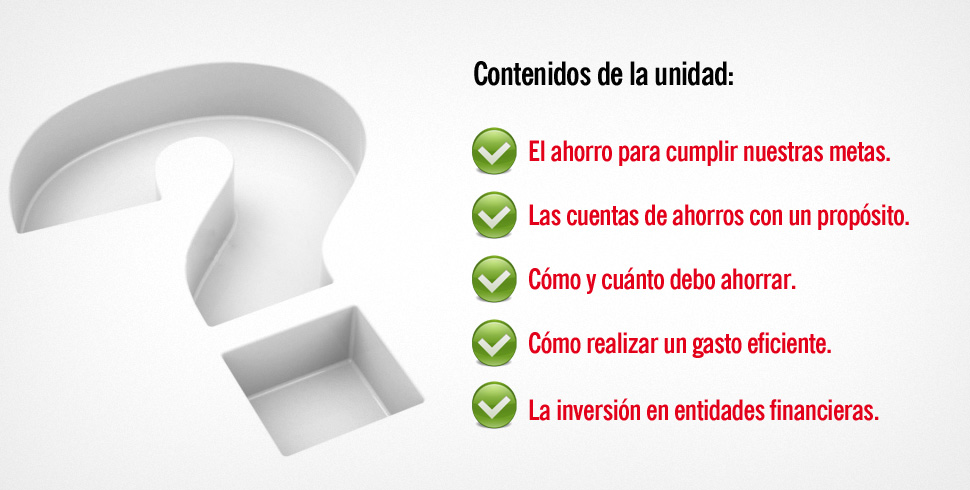 Contenidos de la unidad:
El ahorro para cumplir nuestras metas.
Las cuentas de ahorros con un propósito.
Cómo y cuánto debo ahorrar.
Cómo realizar un gasto eficiente.
La inversión en entidades financieras.